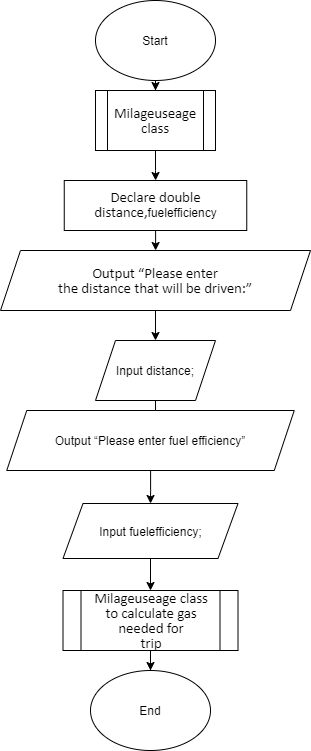 Start
Milageuseage
class
Declare double
distance,fuelefficiency
Output “Please enter
the distance that will be driven:”
Input distance;
Output “Please enter fuel efficiency”
Input fuelefficiency;
Milageuseage class
to calculate gas
needed for
trip
End